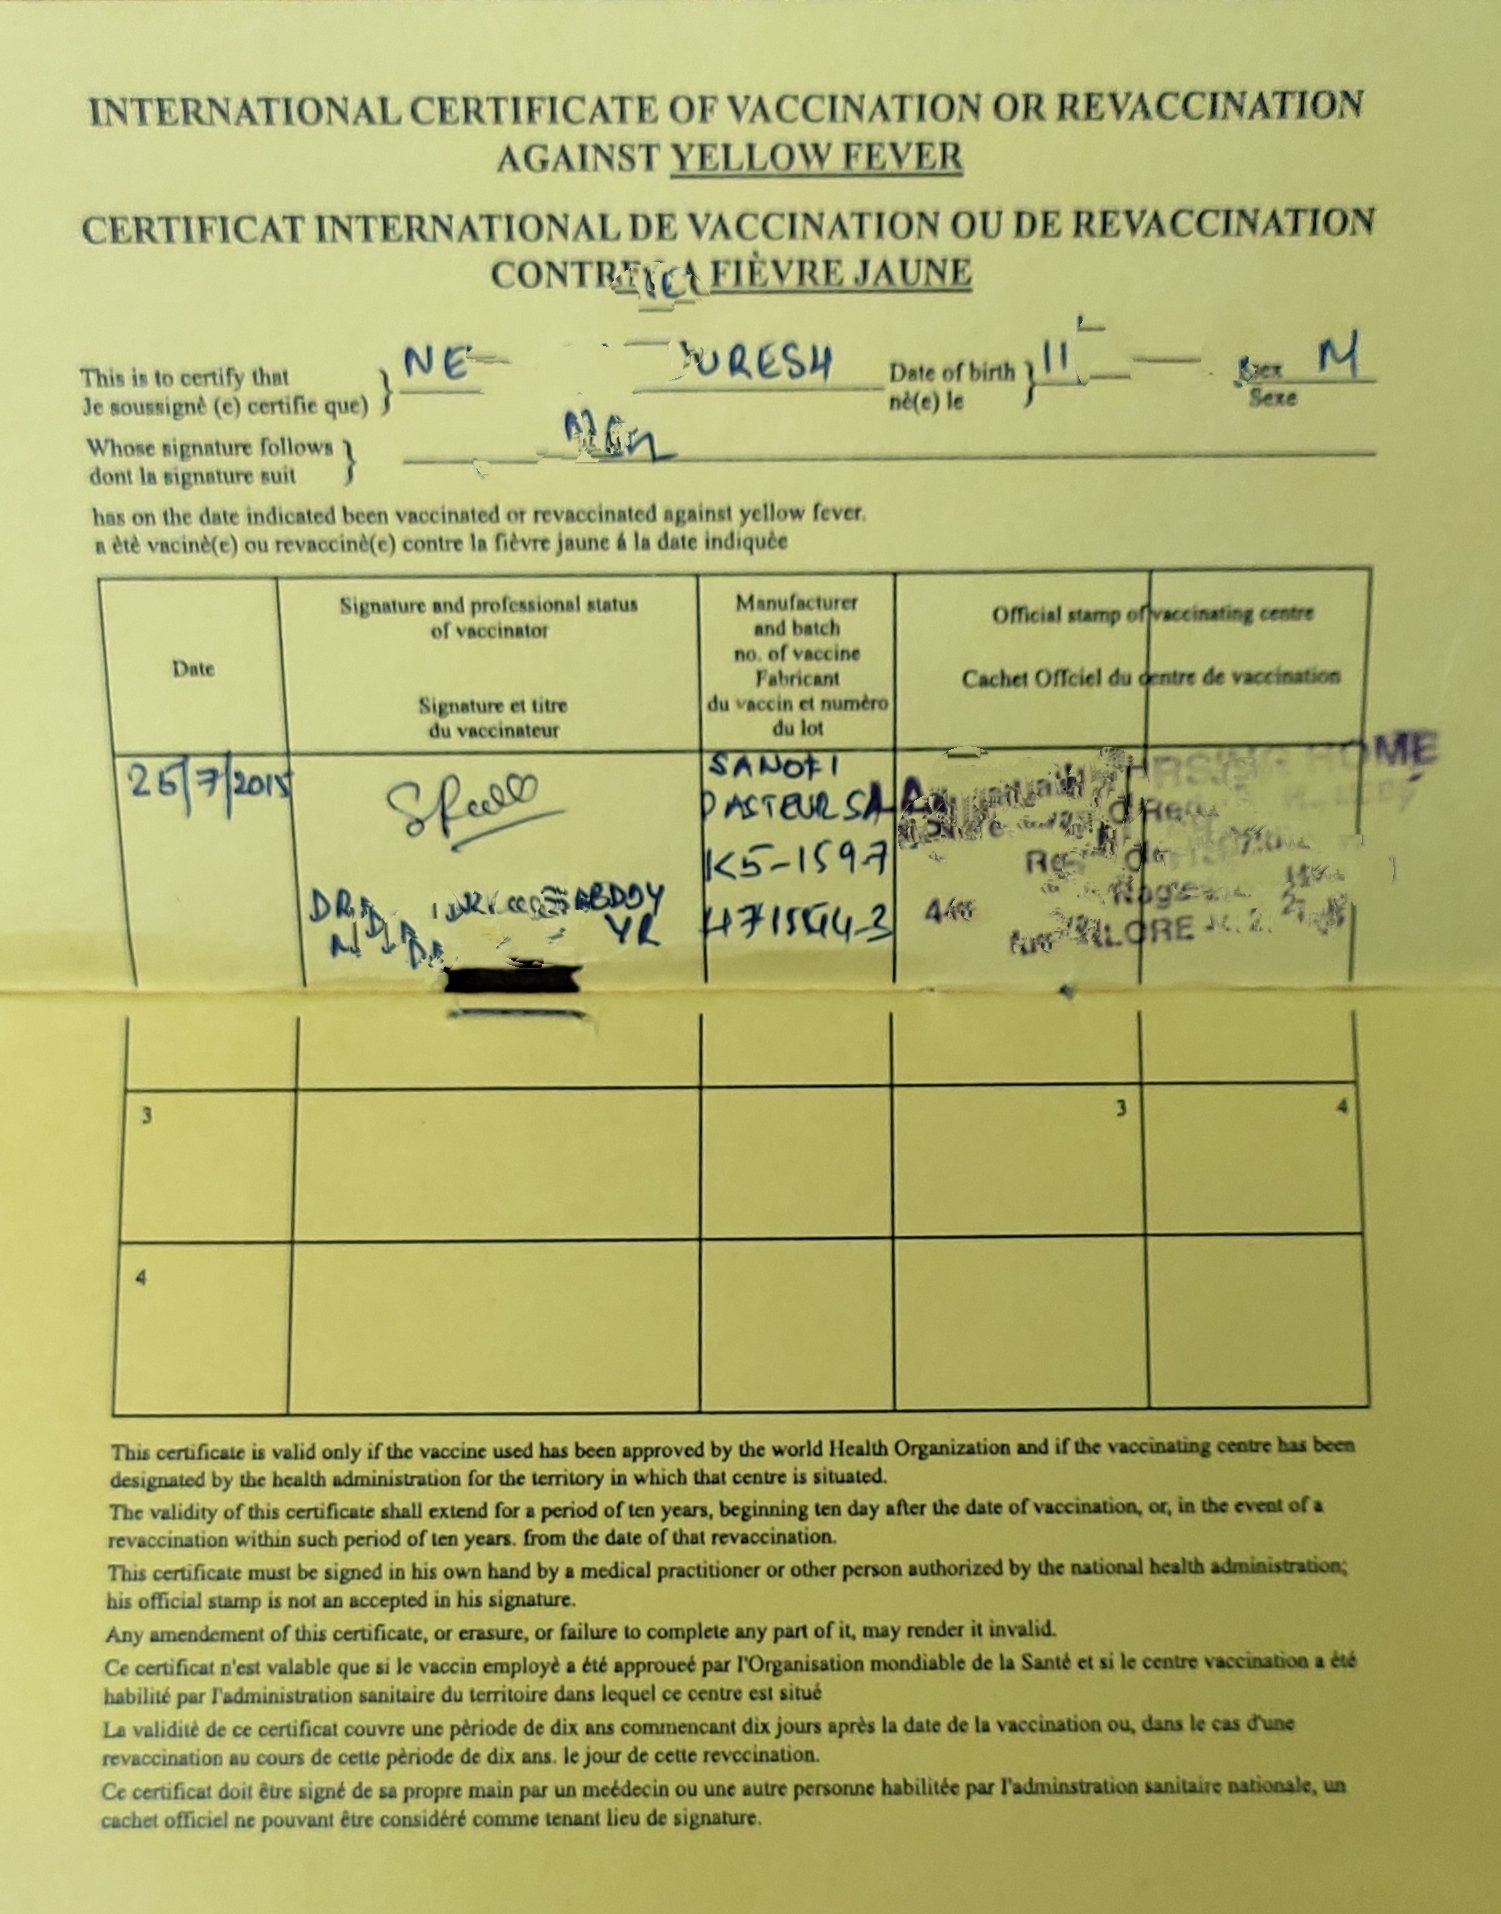 INTERNATIONAL CERTIFICATE OF VACCINATION OR REVACCINATION
AGAINST YELLOW FEVER
CERTIFICAT INTERNATIONAL DE VACCINATION OU DE REVACCINATION
FIÈVRE JAUNE
This is to certify that
Je soussignè (e) certifie que)
NE
URESH
Date of birth
nè(e) le
11
Sex
Sexe
M
Whose signature follows
dont la signature suit
has on the date indicated been vaccinated or revaccinated against yellow fever.
a ètè vacinè(e) ou revaccinè(e) contre la fièvre jaune á la date indiquèe
Date
Signature and professional status
of vaccinator
Signature et titre
du vaccinateur
Manufacturer
and batch
no. of vaccine
Fabricant
du vaccin et numèro
du lot
Official stamp of vaccinating centre
Cachet Offciel du centre de vaccination
25/7/2015
SANOFI
PASTEUR SA
K5-1597
HOME
DR
YR
3
3
4
4
This certificate is valid only if the vaccine used has been approved by the world Health Organization and if the vaccinating centre has been
designated by the health administration for the territory in which that centre is situated.
The validity of this certificate shall extend for a period of ten years, beginning ten day after the date of vaccination, or, in the event of a
revaccination within such period of ten years. from the date of that revaccination.
This certificate must be signed in his own hand by a medical practitioner or other person authorized by the national health administration;
his official stamp is not an accepted in his signature.
Any amendement of this certificate, or erasure, or failure to complete any part of it, may render it invalid.
Ce certificat n'est valable que si le vaccin employè a été approueé par l'Organisation mondiable de la Santé et si le centre vaccination a été
habilité par l'administration sanitaire du territoire dans lequel ce centre est situé
La validitè de ce certificat couvre une pèriode de dix ans commencant dix jours après la date de la vaccination ou, dans le cas d'une
revaccination au cours de cette pèriode de dix ans. le jour de cette revccination.
Ce certificat doit être signé de sa propre main par un meédecin ou une autre personne habilitée par l'adminstration sanitaire nationale, un
cachet officiel ne pouvant être considéré comme tenant lieu de signature.